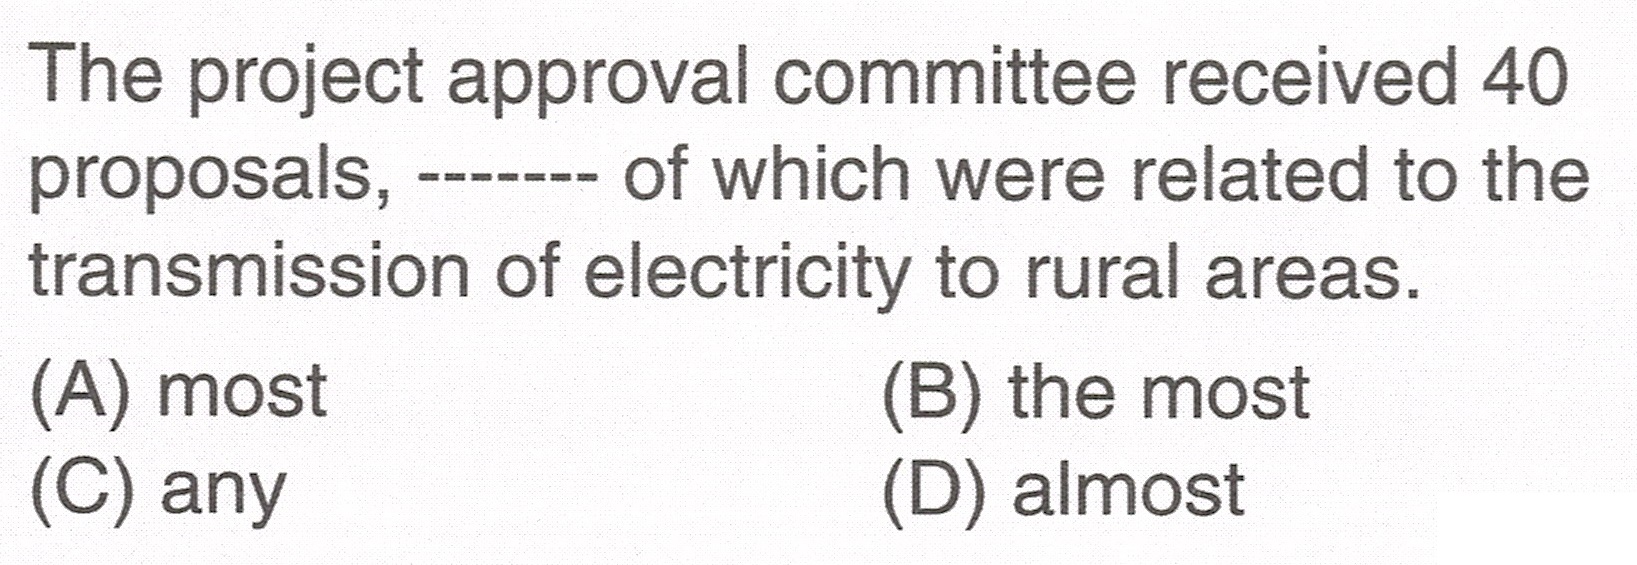 The project approval committee received 40
proposals, ------- of which were related to the
transmission of electricity to rural areas.
(A) most (B) the most
(C) any (D) almost